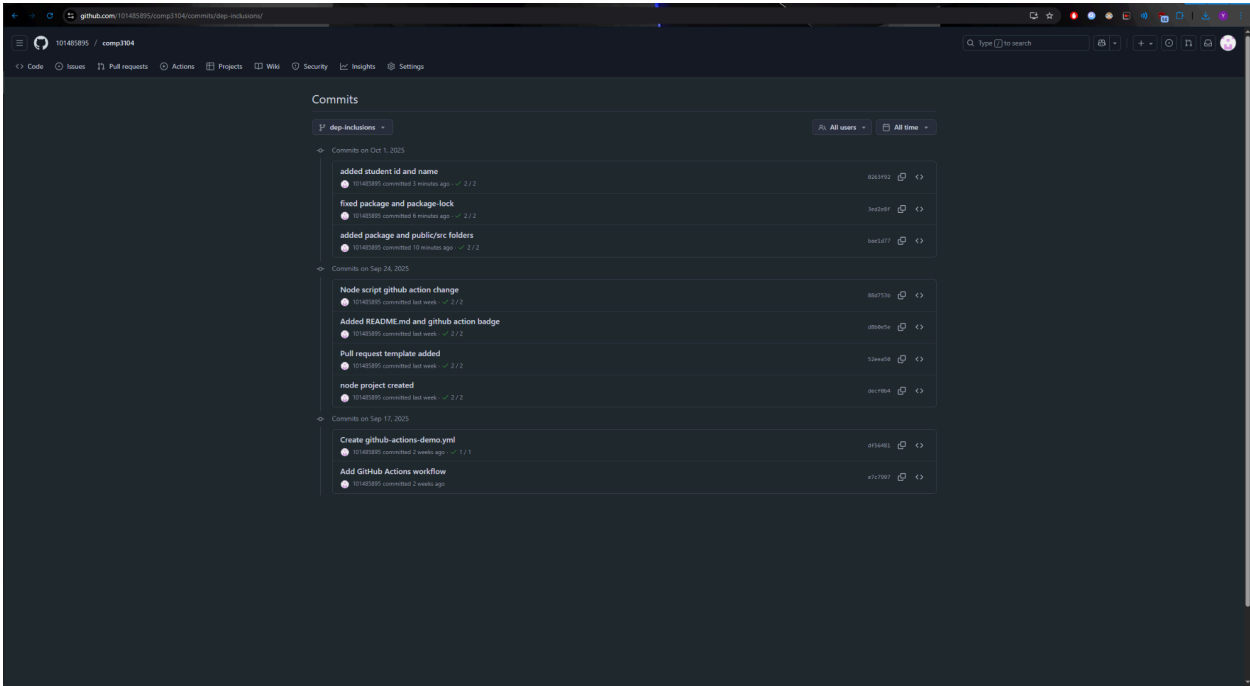 github.com/101485895/comp3104/commits/dep-inclusions/
101485895 / comp3104
Type / to search
Code Issues Pull requests Actions Projects Wiki Security Insights Settings
Commits
dep-inclusions All users All time
Commits on Oct 1, 2025
added student id and name
101485895 committed 3 minutes ago · 2 / 2
fixed package and package-lock
101485895 committed 6 minutes ago · 2 / 2
added package and public/src folders
101485895 committed 10 minutes ago · 2 / 2
Commits on Sep 24, 2025
Node script github action change
101485895 committed last week · 2 / 2
Added README.md and github action badge
101485895 committed last week · 2 / 2
Pull request template added
101485895 committed last week · 2 / 2
node project created
101485895 committed last week · 2 / 2
Commits on Sep 17, 2025
Create github-actions-demo.yml
101485895 committed 2 weeks ago · 1 / 1
Add GitHub Actions workflow
101485895 committed 2 weeks ago